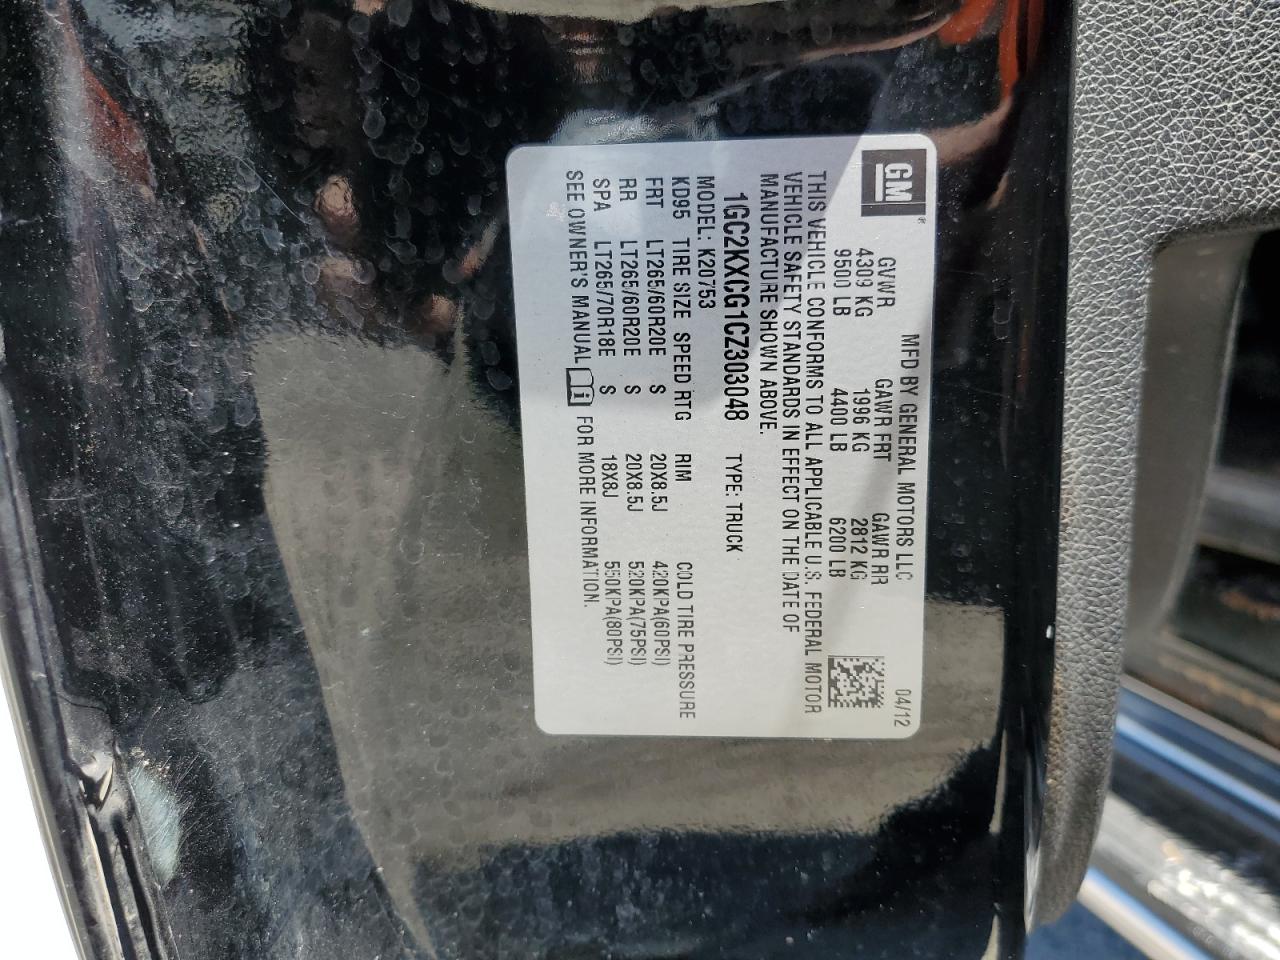 GM®
MFD BY GENERAL MOTORS LLC 04/12
GVWR GAWR FRT GAWR RR
4309 KG 1996 KG 2812 KG
9500 LB 4400 LB 6200 LB
THIS VEHICLE CONFORMS TO ALL APPLICABLE U.S. FEDERAL MOTOR
VEHICLE SAFETY STANDARDS IN EFFECT ON THE DATE OF
MANUFACTURE SHOWN ABOVE.
1GC2KXCG1CZ303048 TYPE: TRUCK
MODEL: K20753
KD95 TIRE SIZE SPEED RTG RIM COLD TIRE PRESSURE
FRT LT265/60R20E S 20X8.5J 420KPA(60PSI)
RR LT265/60R20E S 20X8.5J 520KPA(75PSI)
SPA LT265/70R18E S 18X8J 550KPA(80PSI)
SEE OWNER'S MANUAL i FOR MORE INFORMATION.